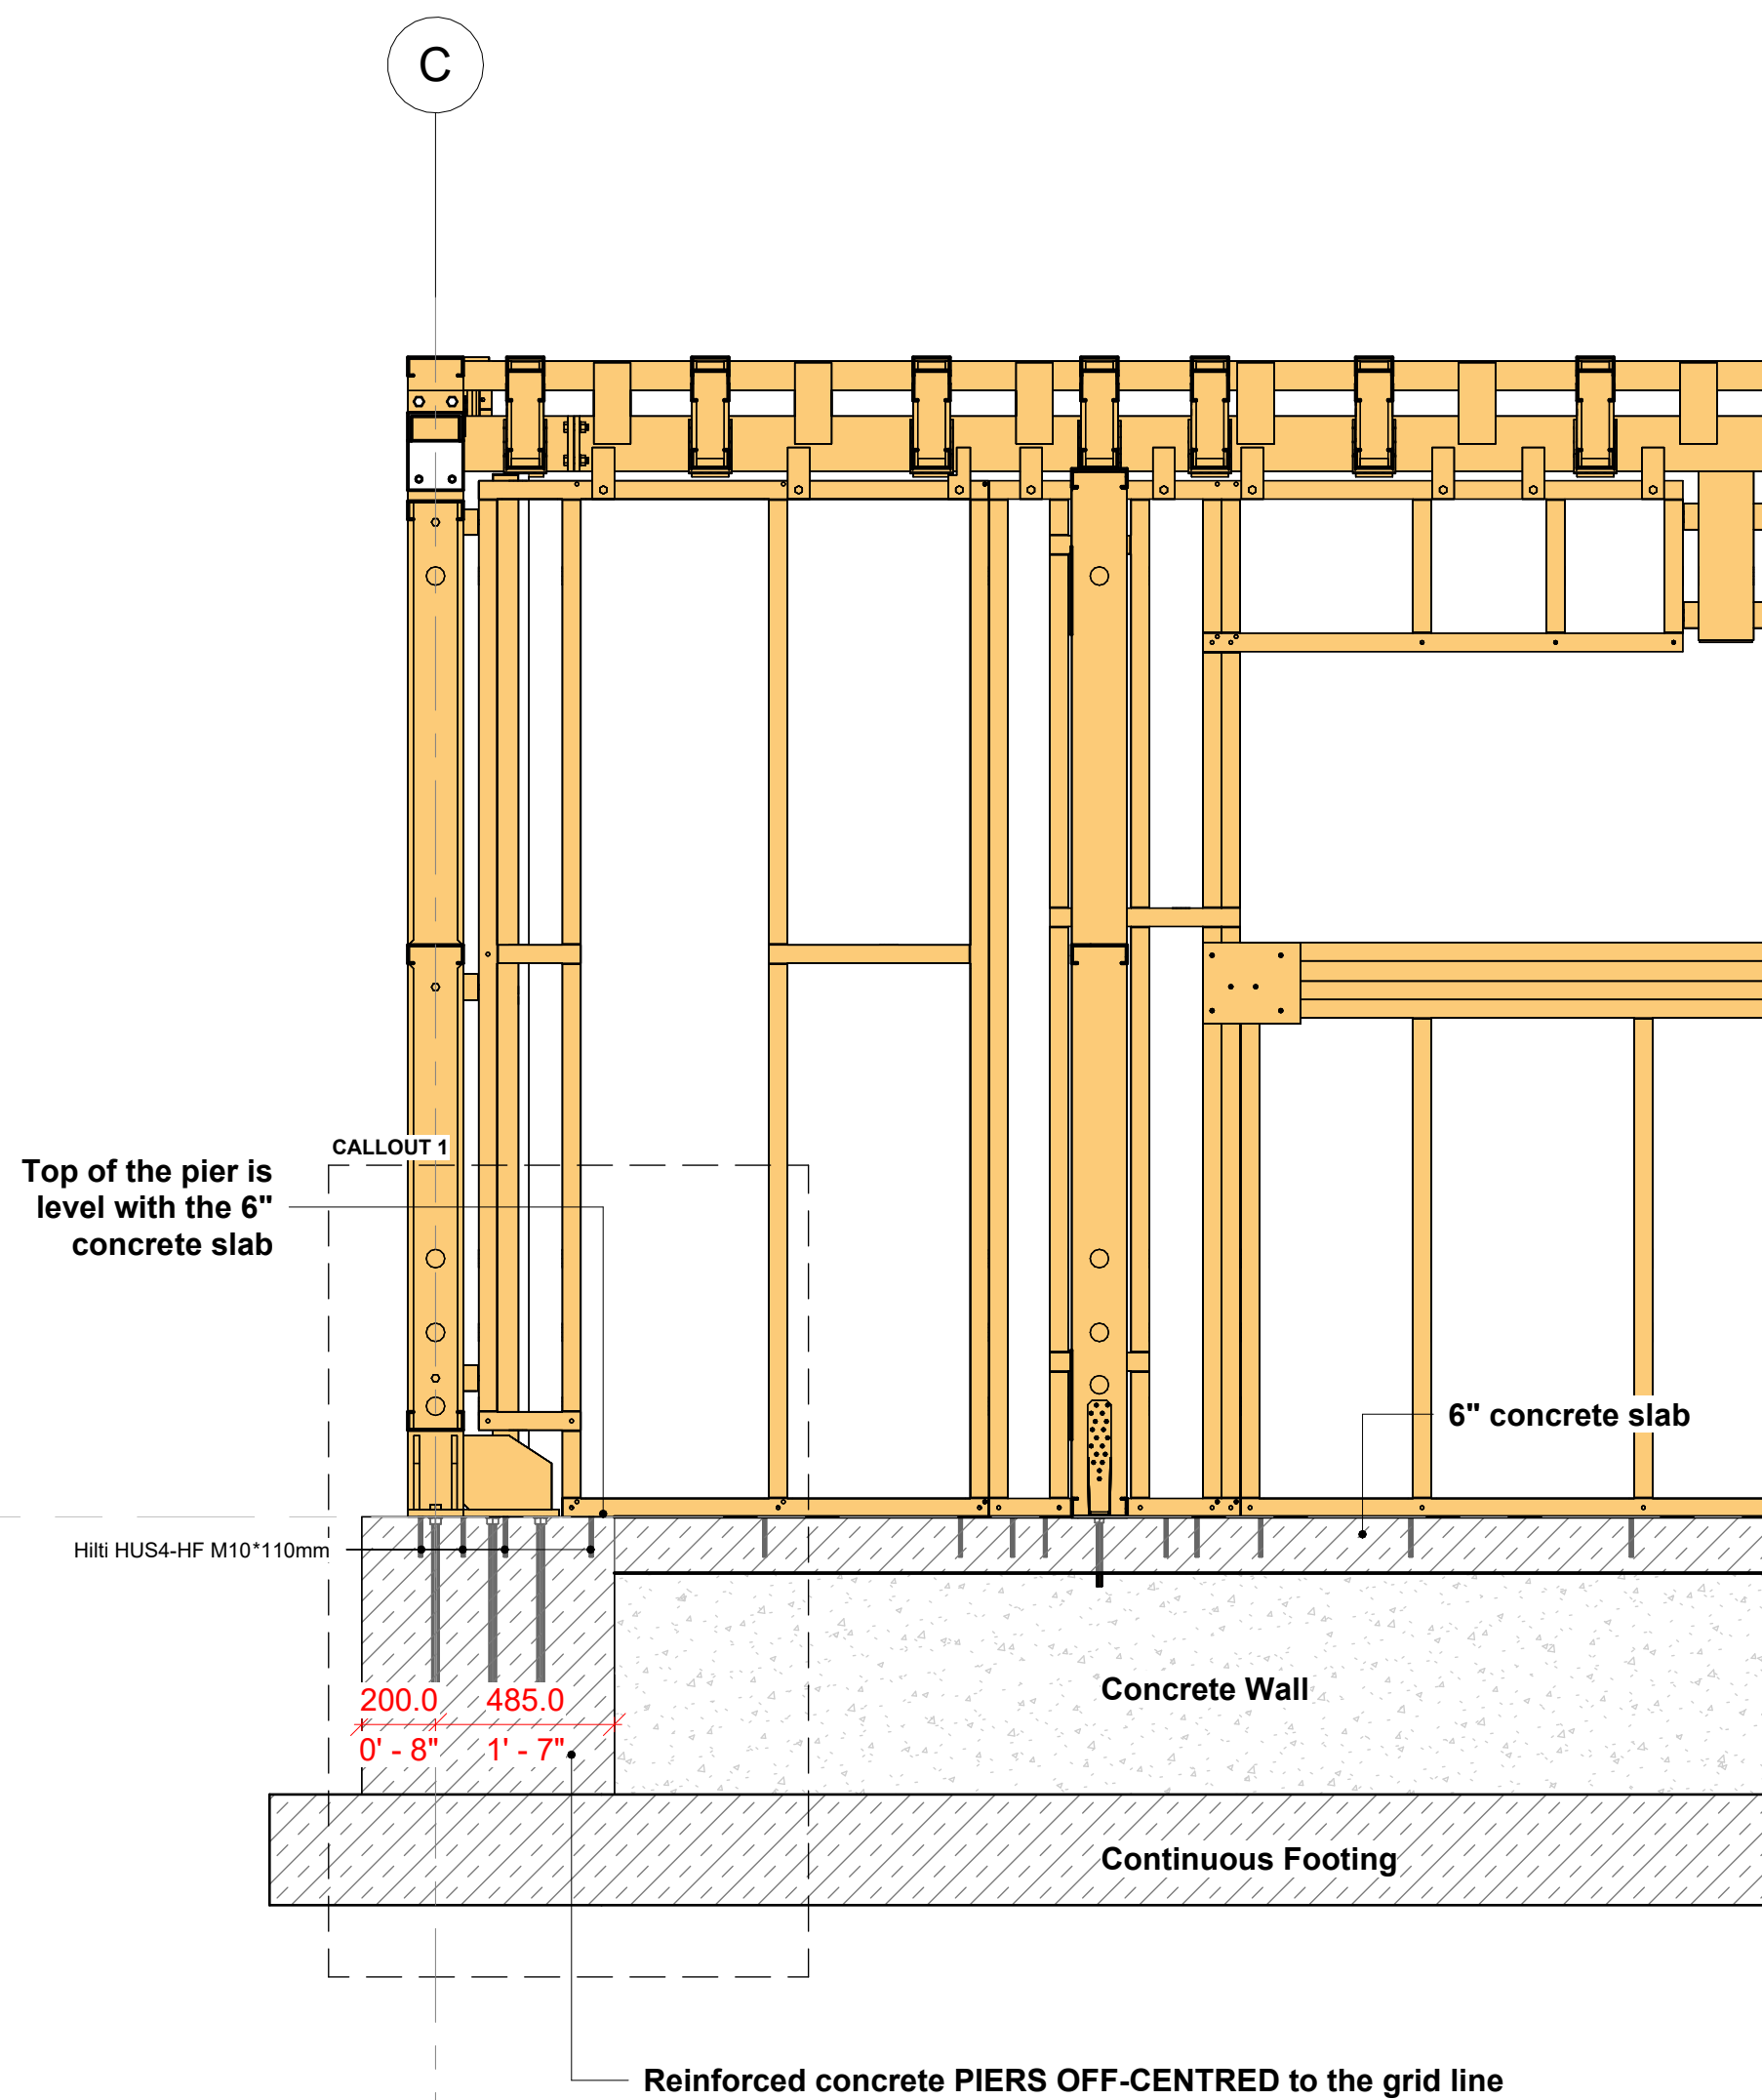 C
CALLOUT 1
Top of the pier is
level with the 6"
concrete slab
6" concrete slab
Hilti HUS4-HF M10*110mm
200.0 485.0
0' - 8" 1' - 7"
Concrete Wall
Continuous Footing
Reinforced concrete PIERS OFF-CENTRED to the grid line